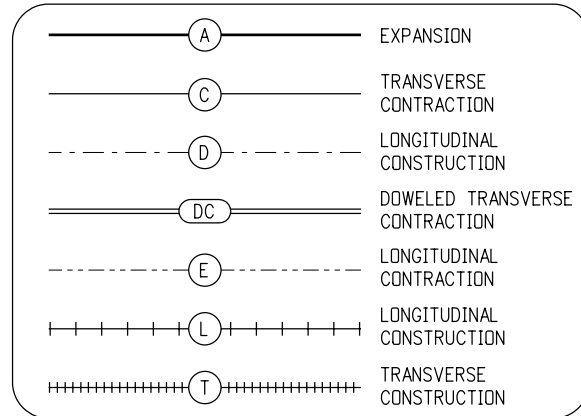 A EXPANSION
C TRANSVERSE
CONTRACTION
D LONGITUDINAL
CONSTRUCTION
DC DOWELED TRANSVERSE
CONTRACTION
E LONGITUDINAL
CONTRACTION
L LONGITUDINAL
CONSTRUCTION
T TRANSVERSE
CONSTRUCTION